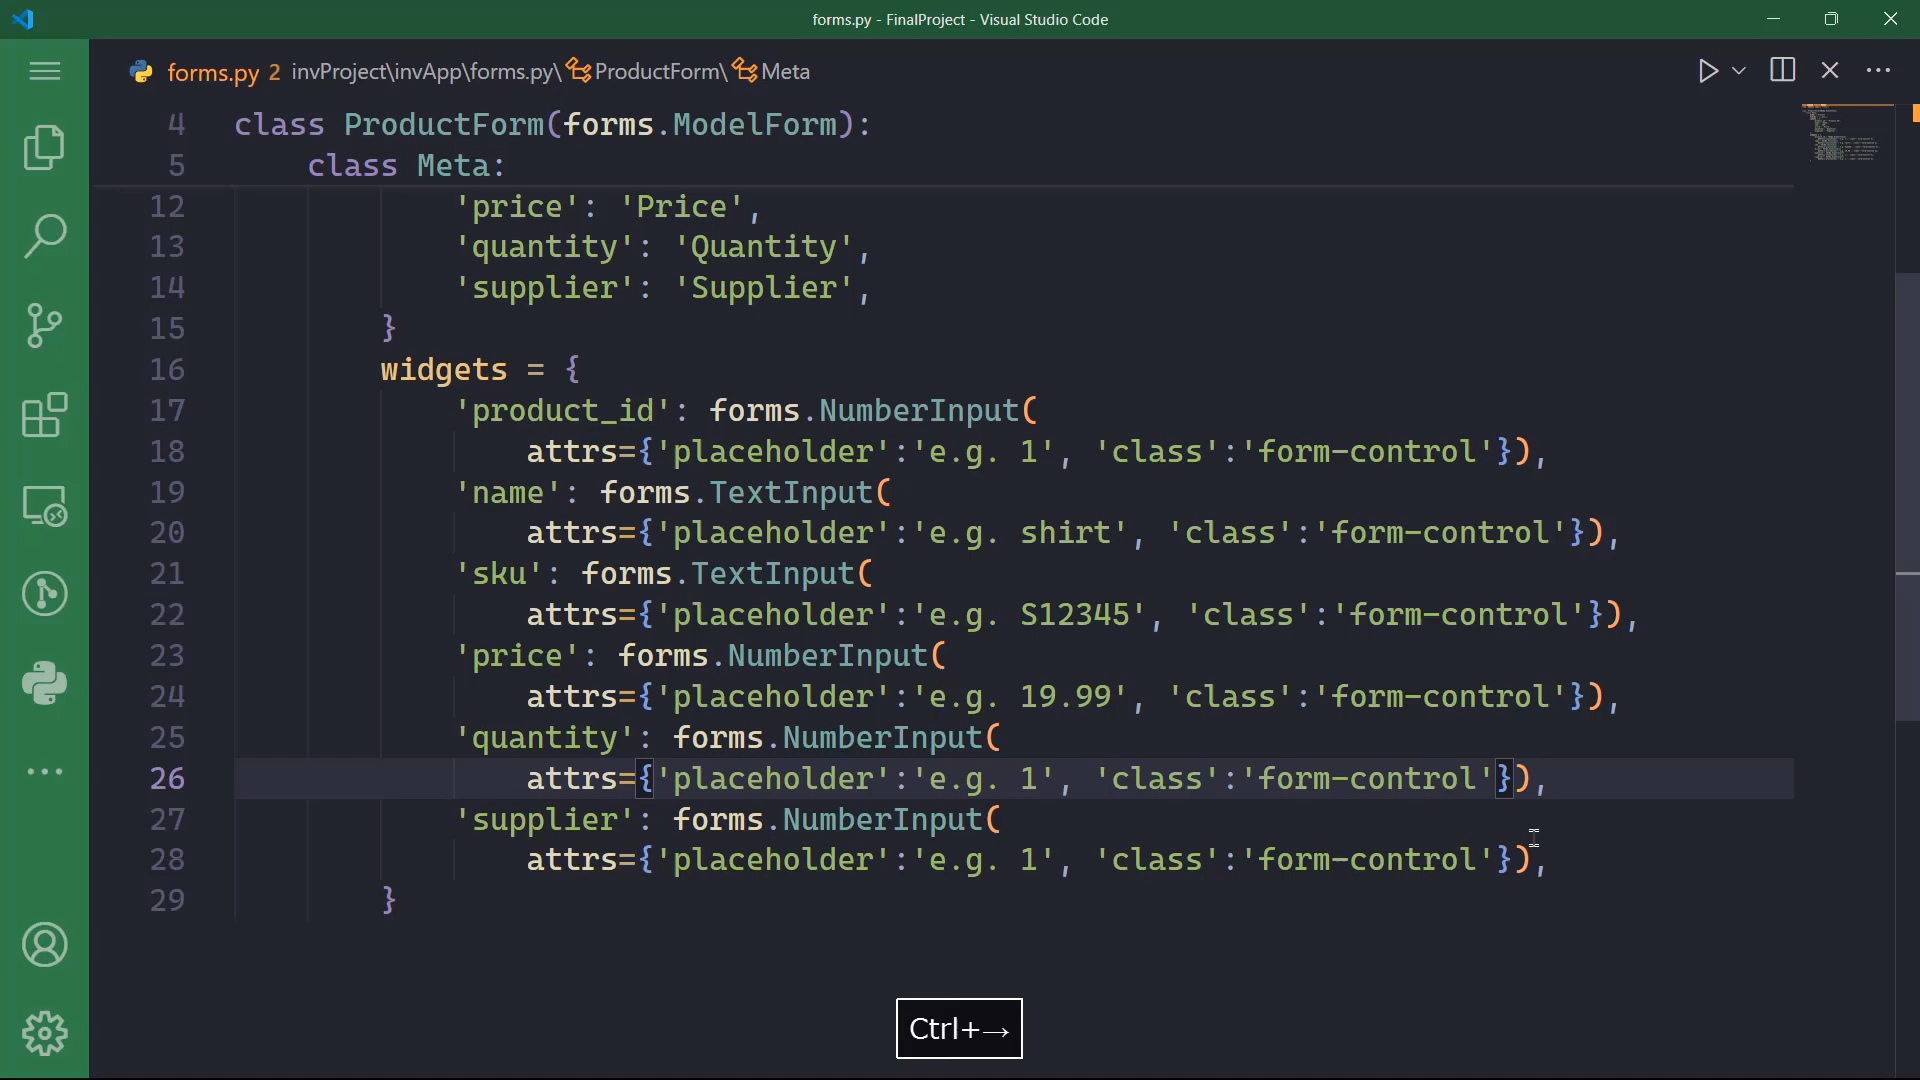 forms.py - FinalProject - Visual Studio Code
forms.py 2 invProject\invApp\forms.py\ProductForm\Meta
4 class ProductForm(forms.ModelForm):
5 class Meta:
12 'price': 'Price',
13 'quantity': 'Quantity',
14 'supplier': 'Supplier',
15 }
16 widgets = {
17 'product_id': forms.NumberInput(
18 attrs={'placeholder':'e.g. 1', 'class':'form-control'}),
19 'name': forms.TextInput(
20 attrs={'placeholder':'e.g. shirt', 'class':'form-control'}),
21 'sku': forms.TextInput(
22 attrs={'placeholder':'e.g. S12345', 'class':'form-control'}),
23 'price': forms.NumberInput(
24 attrs={'placeholder':'e.g. 19.99', 'class':'form-control'}),
25 'quantity': forms.NumberInput(
26 attrs={'placeholder':'e.g. 1', 'class':'form-control'}),
27 'supplier': forms.NumberInput(
28 attrs={'placeholder':'e.g. 1', 'class':'form-control'}),
29 }
Ctrl+→